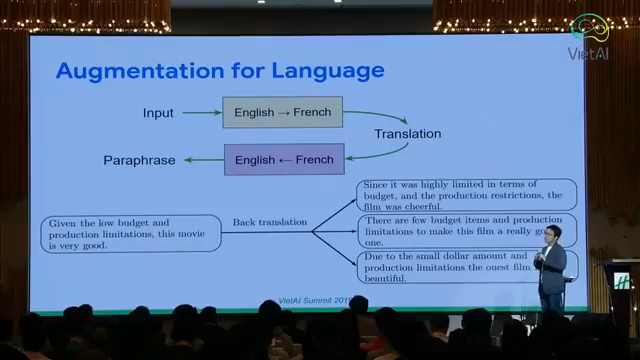 VietAI
Augmentation for Language
Input
English → French
Translation
Paraphrase
English ← French
Since it was highly limited in terms of
budget, and the production restrictions, the
film was cheerful.
Back translation
Given the low budget and
production limitations, this movie
is very good.
There are few budget items and production
limitations to make this film a really
one.
Due to the small dollar amount and
production limitations the ouest film
beautiful.
VietAI Summit